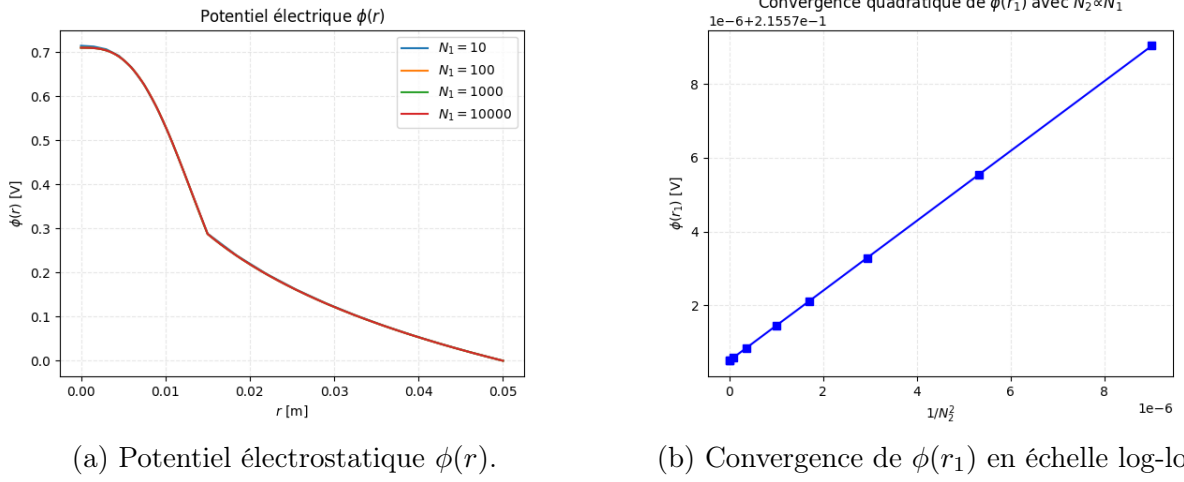 Potentiel électrique ϕ(r)
ϕ(r) [V]
0.7
0.6
0.5
0.4
0.3
0.2
0.1
0.0
N₁ = 10
N₁ = 100
N₁ = 1000
N₁ = 10000
0.00 0.01 0.02 0.03 0.04 0.05
r [m]
(a) Potentiel électrostatique ϕ(r).
Convergence quadratique de ϕ(r₁) avec N₂∝N₁
1e−6+2.1557e−1
ϕ(r₁) [V]
8
6
4
2
0 2 4 6 8
1e−6
1/N₂²
(b) Convergence de ϕ(r₁) en échelle log-lo